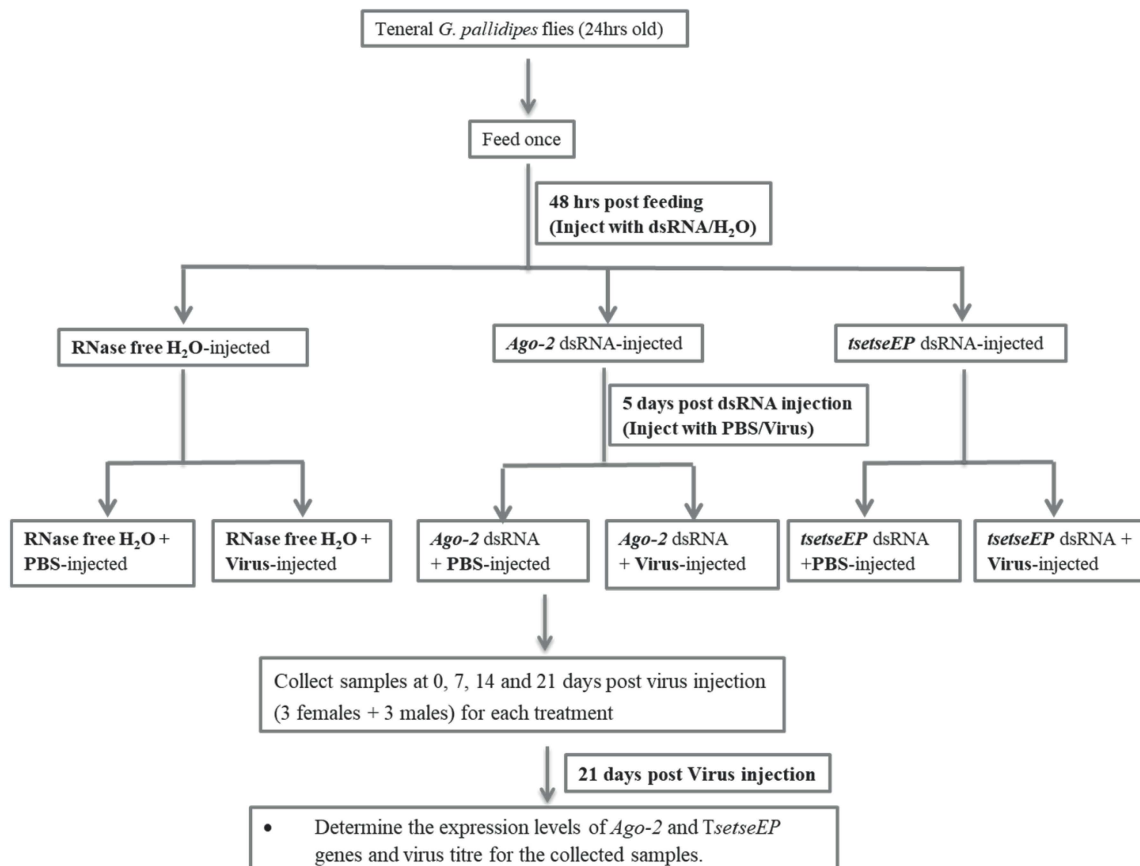 Teneral G. pallidipes flies (24hrs old)
Feed once
48 hrs post feeding
(Inject with dsRNA/H₂O)
RNase free H₂O-injected
Ago-2 dsRNA-injected
tsetseEP dsRNA-injected
5 days post dsRNA injection
(Inject with PBS/Virus)
RNase free H₂O +
PBS-injected
RNase free H₂O +
Virus-injected
Ago-2 dsRNA
+ PBS-injected
Ago-2 dsRNA
+ Virus-injected
tsetseEP dsRNA
+PBS-injected
tsetseEP dsRNA +
Virus-injected
Collect samples at 0, 7, 14 and 21 days post virus injection
(3 females + 3 males) for each treatment
21 days post Virus injection
• Determine the expression levels of Ago-2 and TsetseEP
genes and virus titre for the collected samples.